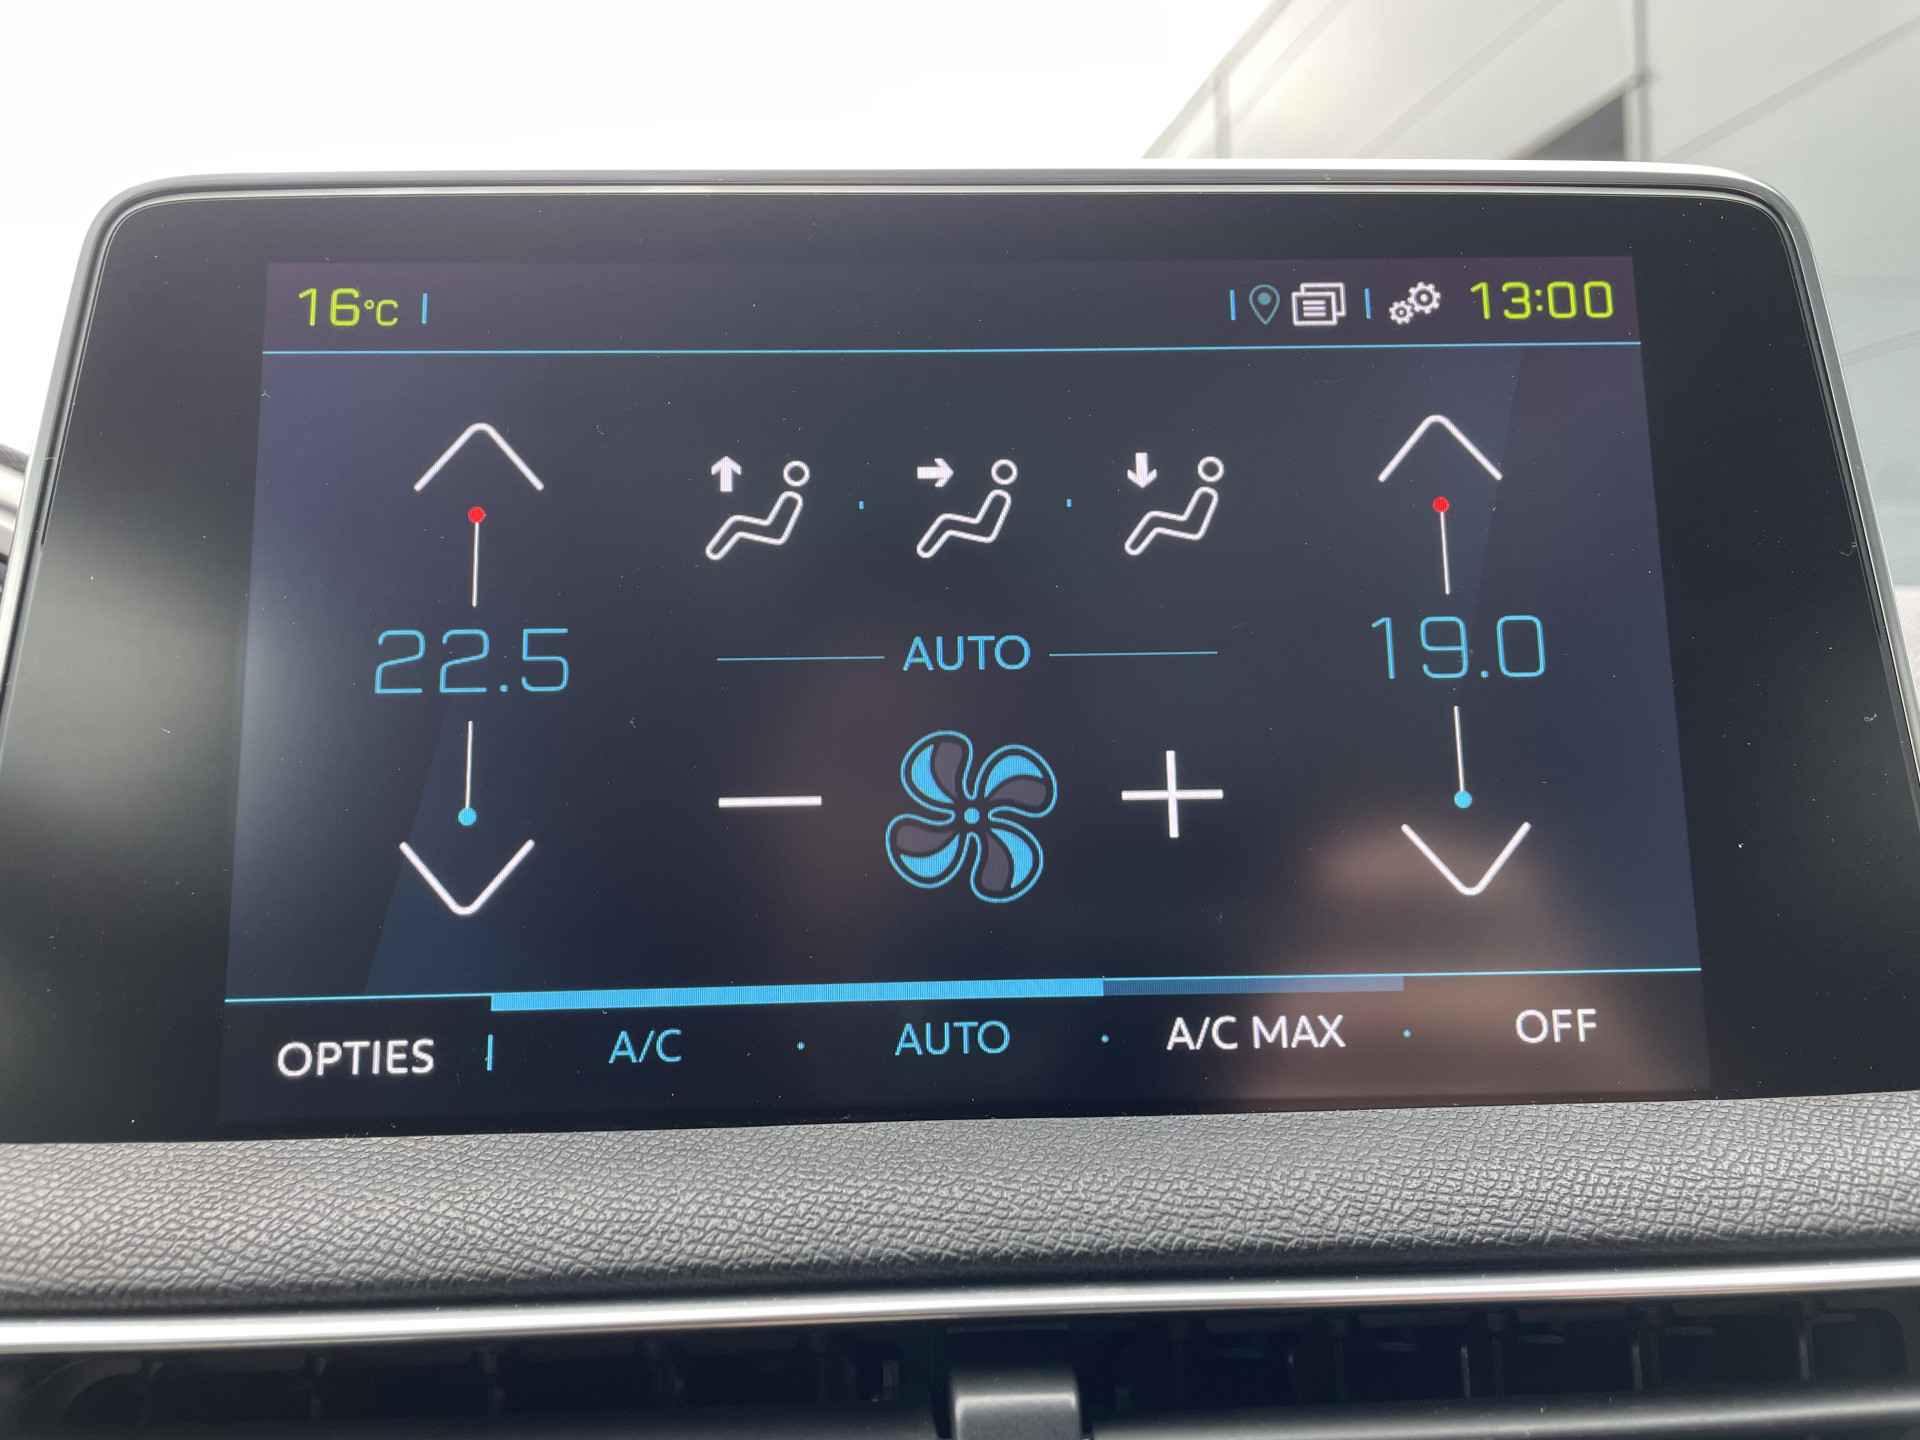 16°C 13:00
22.5 AUTO 19.0
OPTIES A/C AUTO A/C MAX OFF